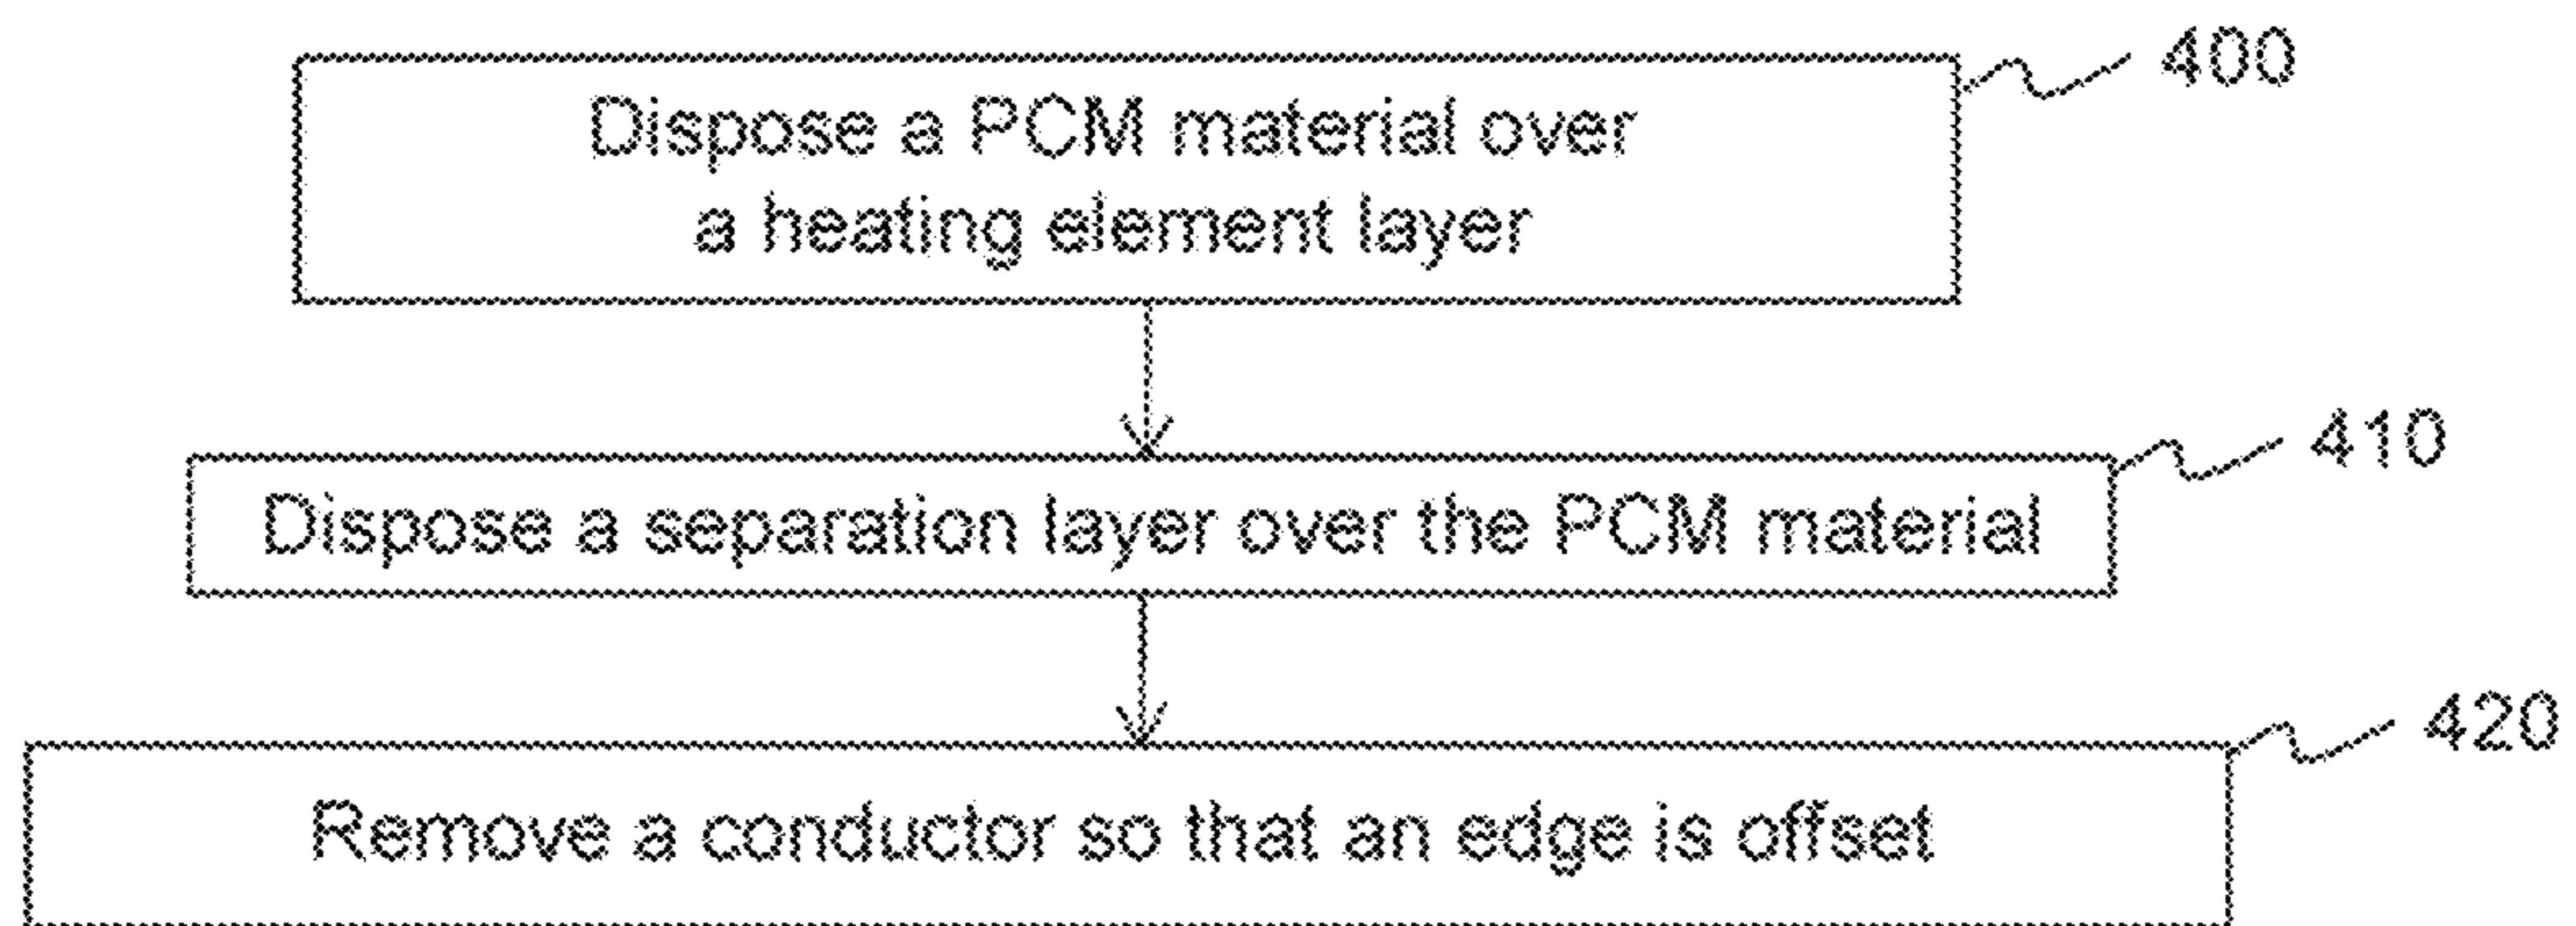 400
Dispose a PCM material over
a heating element layer
410
Dispose a separation layer over the PCM material
420
Remove a conductor so that an edge is offset